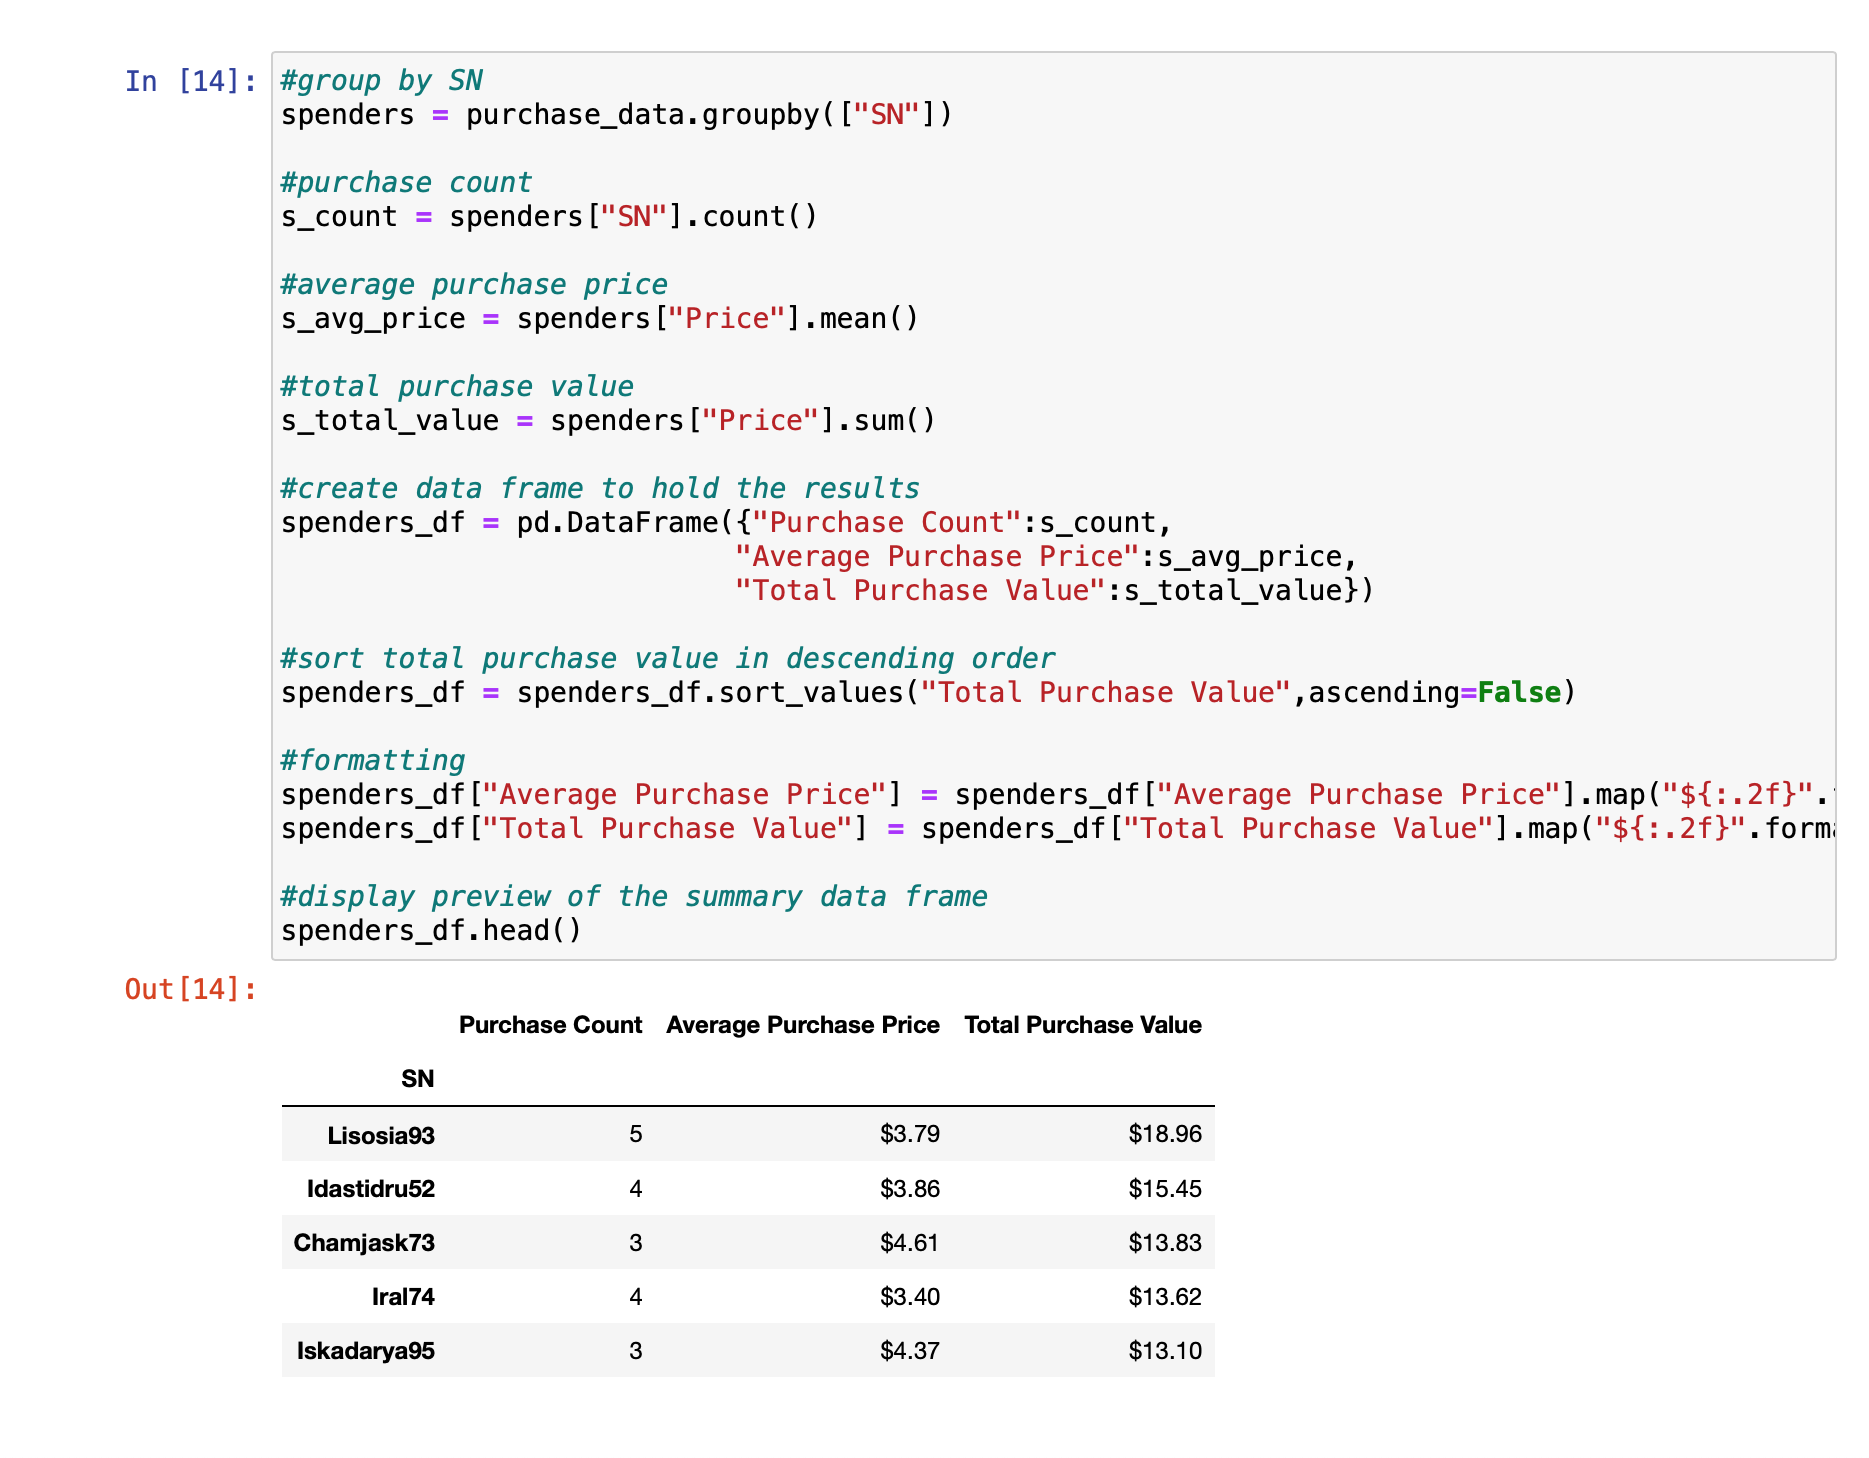 In [14]:
#group by SN
spenders = purchase_data.groupby(["SN"])
#purchase count
s_count = spenders["SN"].count()
#average purchase price
s_avg_price = spenders["Price"].mean()
#total purchase value
s_total_value = spenders["Price"].sum()
#create data frame to hold the results
spenders_df = pd.DataFrame({"Purchase Count":s_count,
"Average Purchase Price":s_avg_price,
"Total Purchase Value":s_total_value})
#sort total purchase value in descending order
spenders_df = spenders_df.sort_values("Total Purchase Value",ascending=False)
#formatting
spenders_df["Average Purchase Price"] = spenders_df["Average Purchase Price"].map("${:.2f}".
spenders_df["Total Purchase Value"] = spenders_df["Total Purchase Value"].map("${:.2f}".form
#display preview of the summary data frame
spenders_df.head()
Out[14]:
Purchase Count Average Purchase Price Total Purchase Value
SN
Lisosia93 5 $3.79 $18.96
Idastidru52 4 $3.86 $15.45
Chamjask73 3 $4.61 $13.83
Iral74 4 $3.40 $13.62
Iskadarya95 3 $4.37 $13.10